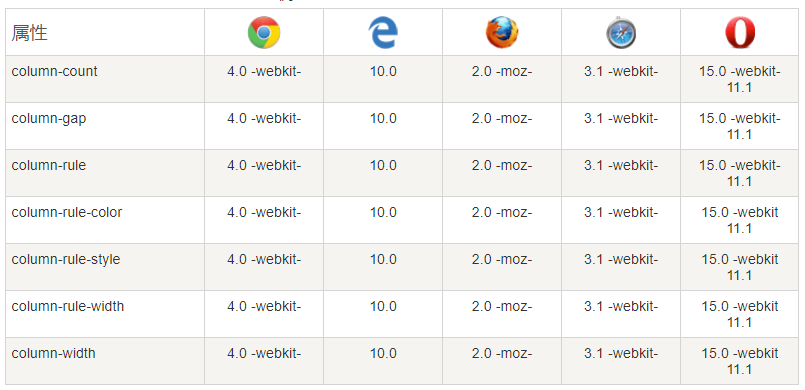 属性
column-count 4.0 -webkit- 10.0 2.0 -moz- 3.1 -webkit- 15.0 -webkit-
11.1
column-gap 4.0 -webkit- 10.0 2.0 -moz- 3.1 -webkit- 15.0 -webkit-
11.1
column-rule 4.0 -webkit- 10.0 2.0 -moz- 3.1 -webkit- 15.0 -webkit-
11.1
column-rule-color 4.0 -webkit- 10.0 2.0 -moz- 3.1 -webkit- 15.0 -webkit
11.1
column-rule-style 4.0 -webkit- 10.0 2.0 -moz- 3.1 -webkit- 15.0 -webkit
11.1
column-rule-width 4.0 -webkit- 10.0 2.0 -moz- 3.1 -webkit- 15.0 -webkit
11.1
column-width 4.0 -webkit- 10.0 2.0 -moz- 3.1 -webkit- 15.0 -webkit
11.1